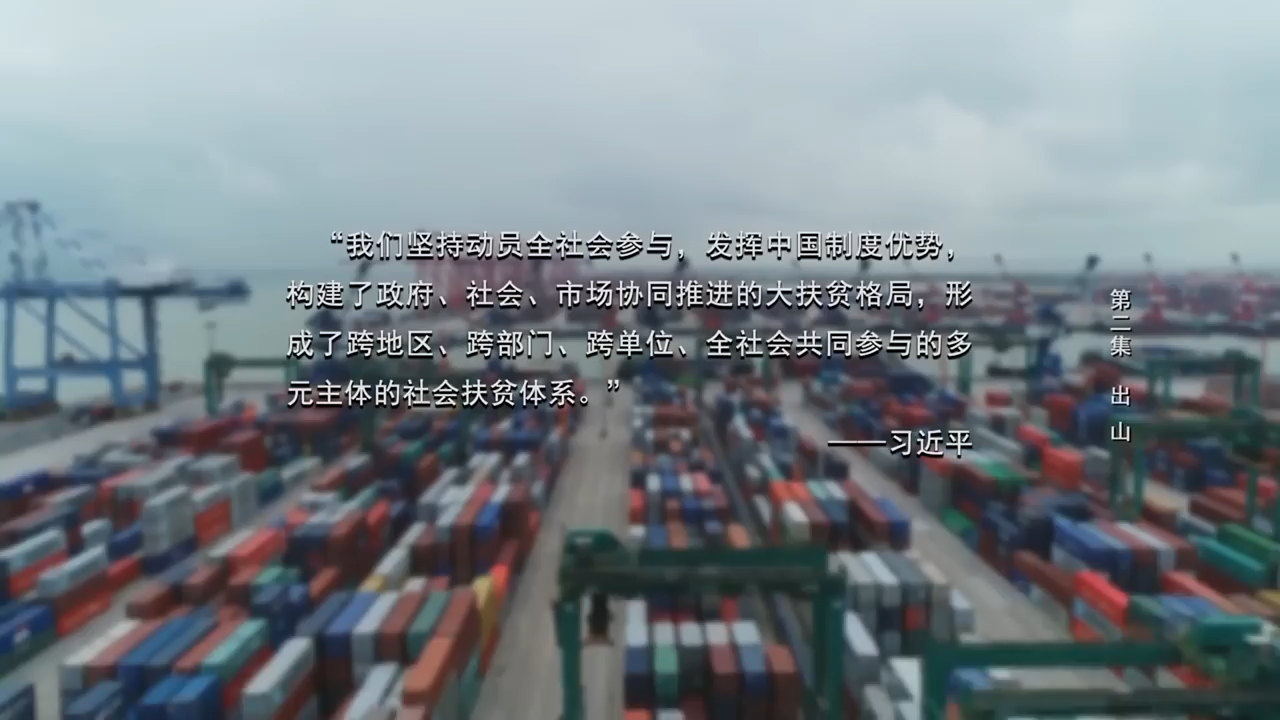 “我们坚持动员全社会参与，发挥中国制度优势，
构建了政府、社会、市场协同推进的大扶贫格局，形
成了跨地区、跨部门、跨单位、全社会共同参与的多
元主体的社会扶贫体系。”
——习近平
第二集 出山